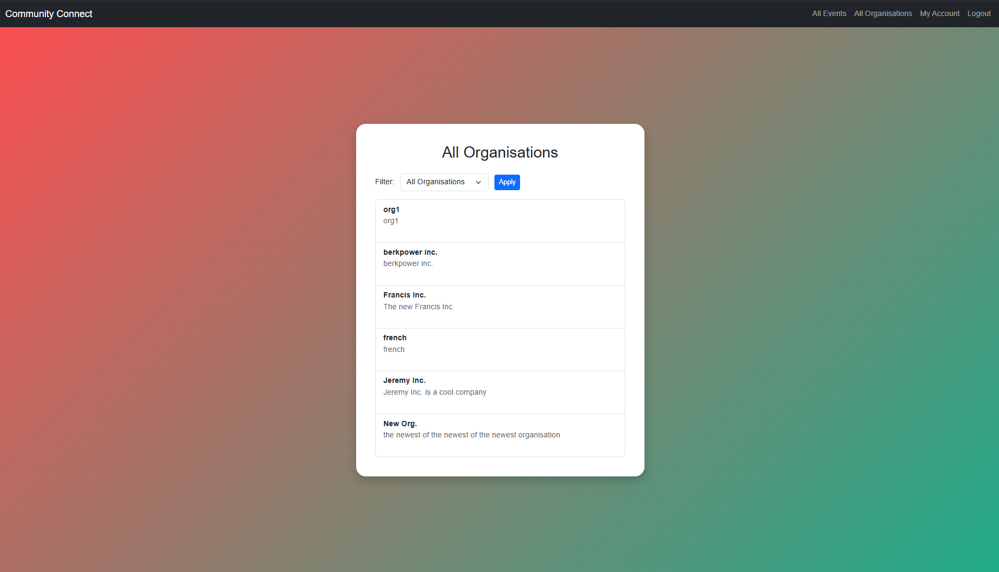 Community Connect
All Events All Organisations My Account Logout
All Organisations
Filter: All Organisations Apply
org1
org1
berkpower inc.
berkpower inc.
Francis Inc.
The new Francis Inc.
french
french
Jeremy Inc.
Jeremy Inc. is a cool company
New Org.
the newest of the newest of the newest organisation